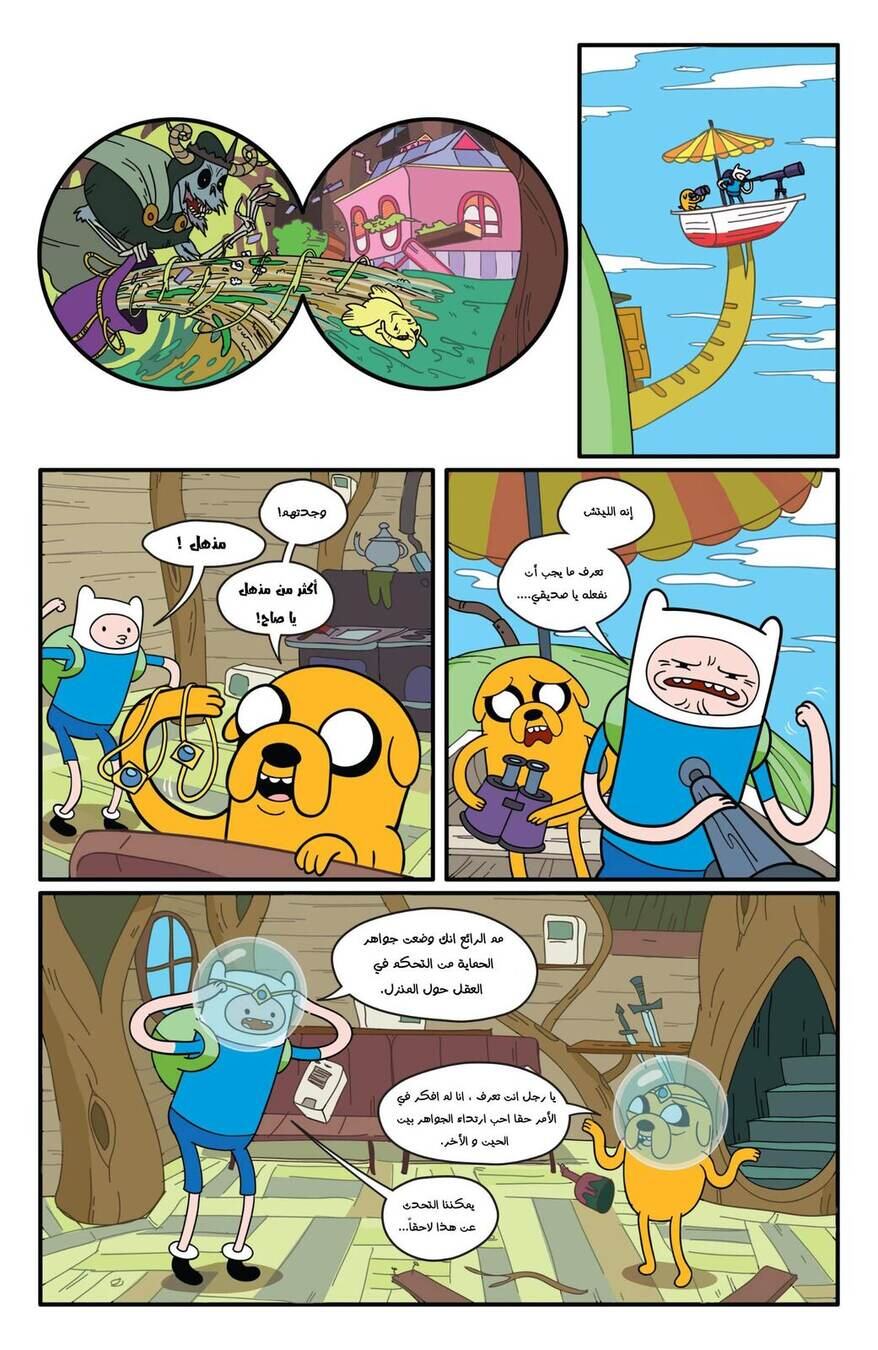 إنه الليتش
تعرف ما يجب أن
نفعله يا صديقي....
وجدتهم!
مذهل !
أكثر من مذهل
يا صاح!
مه الرائع انك وضعت جواهر
الحماية من التحكم في
العقل حول المنزل.
يا رجل انت تعرف ، انا لم افكر في
الأمر حقا احب ارتداء الجواهر بين
الحين و الأخر.
يمكننا التحدث
عن هذا لاحقاً...